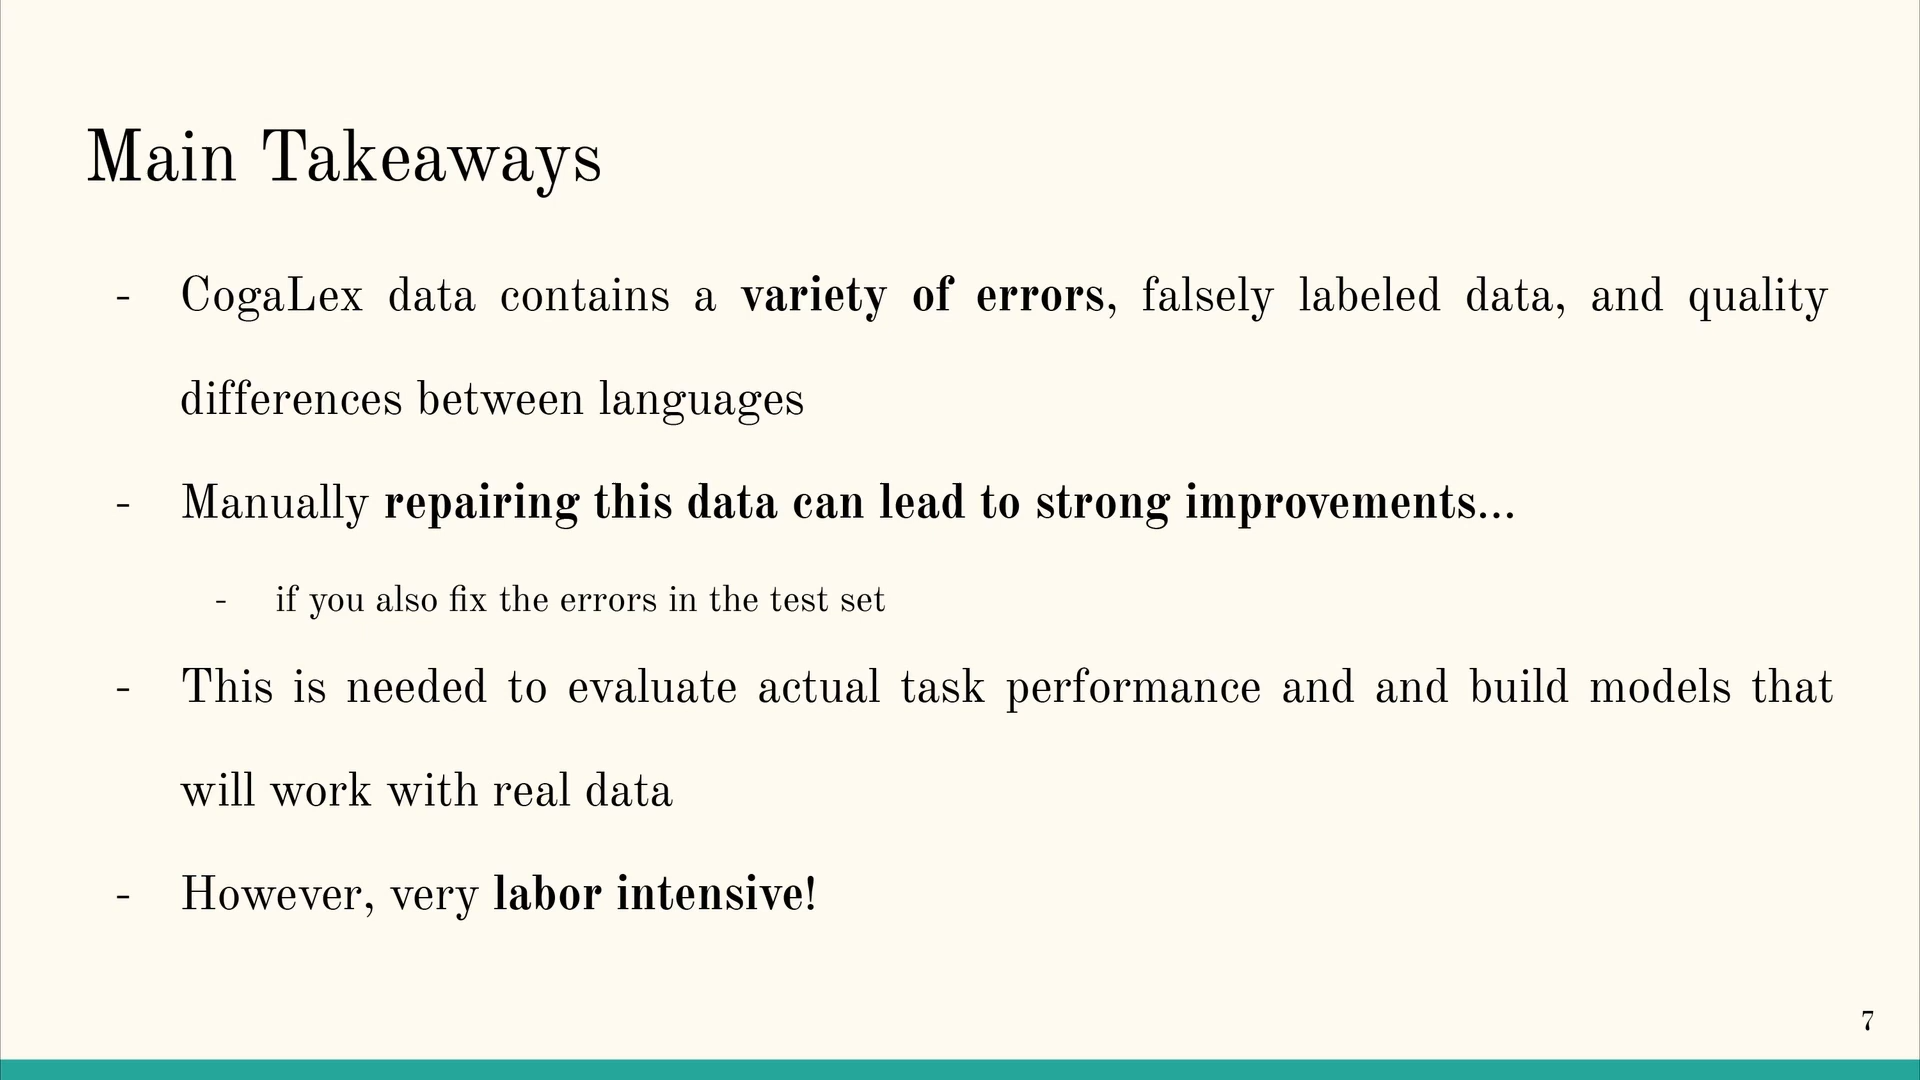 Main Takeaways
- CogaLex data contains a variety of errors, falsely labeled data, and quality
differences between languages
- Manually repairing this data can lead to strong improvements...
- if you also fix the errors in the test set
- This is needed to evaluate actual task performance and and build models that
will work with real data
- However, very labor intensive!
7